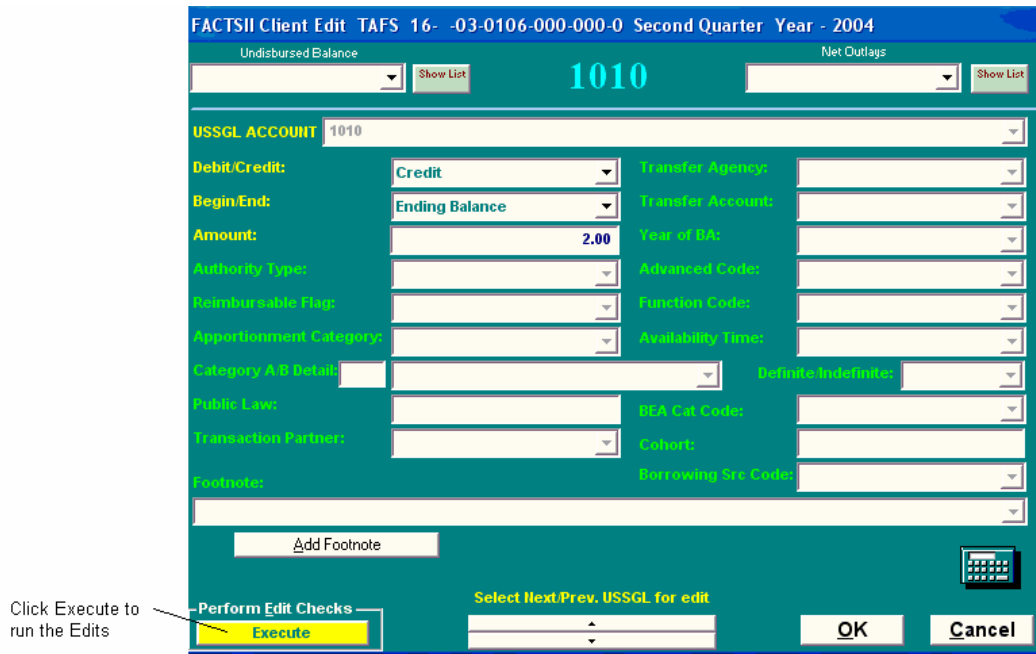 FACTSII Client Edit TAFS 16- -03-0106-000-000-0 Second Quarter Year - 2004
Undisbursed Balance
Net Outlays
Show List
1010
Show List
USSGL ACCOUNT 1010
Debit/Credit: Credit
Transfer Agency:
Begin/End: Ending Balance
Transfer Account:
Amount: 2.00
Year of BA:
Authority Type:
Advanced Code:
Reimbursable Flag:
Function Code:
Apportionment Category:
Availability Time:
Category A/B Detail:
Definite/Indefinite:
Public Law:
BEA Cat Code:
Transaction Partner:
Cohort:
Borrowing Src Code:
Footnote:
Add Footnote
Select Next/Prev. USSGL for edit
Click Execute to
run the Edits
Perform Edit Checks
Execute
OK
Cancel